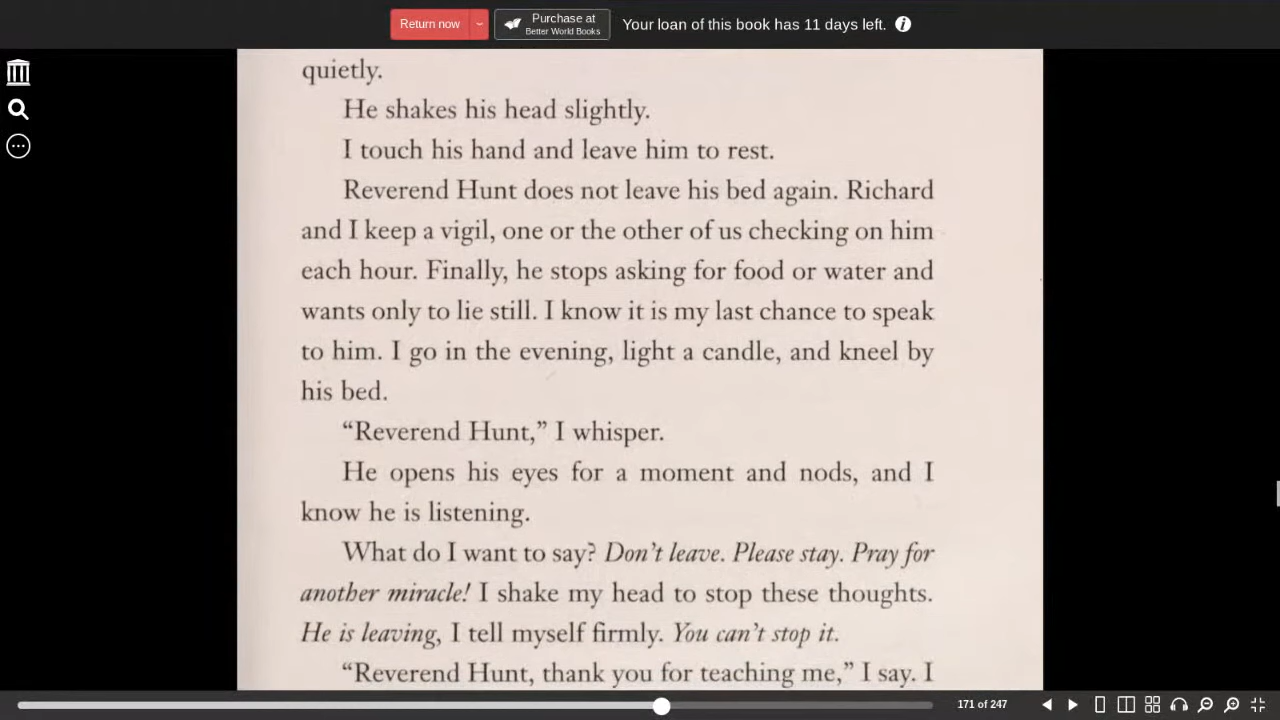 Return now
Purchase at
Better World Books
Your loan of this book has 11 days left.
quietly.
He shakes his head slightly.
I touch his hand and leave him to rest.
Reverend Hunt does not leave his bed again. Richard
and I keep a vigil, one or the other of us checking on him
each hour. Finally, he stops asking for food or water and
wants only to lie still. I know it is my last chance to speak
to him. I go in the evening, light a candle, and kneel by
his bed.
“Reverend Hunt,” I whisper.
He opens his eyes for a moment and nods, and I
know he is listening.
What do I want to say? Don’t leave. Please stay. Pray for
another miracle! I shake my head to stop these thoughts.
He is leaving, I tell myself firmly. You can’t stop it.
“Reverend Hunt, thank you for teaching me,” I say. I
171 of 247